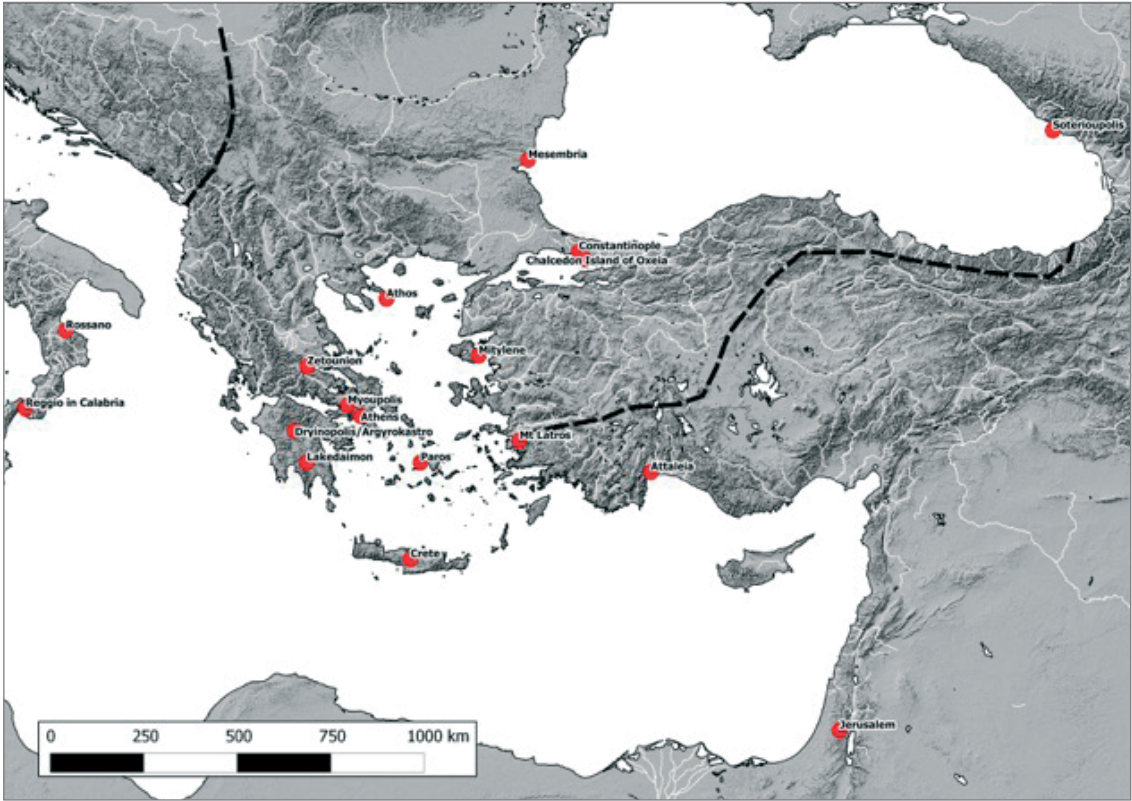 Soterioupolis
Mesembria
Constantinople
Chalcedon Island of Oxeia
Athos
Rossano
Mitylene
Zetounion
Myoupolis
Reggio in Calabria
Athens
Dryinopolis/Argyrokastro
Mt Latros
Lakedaimon
Paros
Attaleia
Crete
Jerusalem
0 250 500 750 1000 km